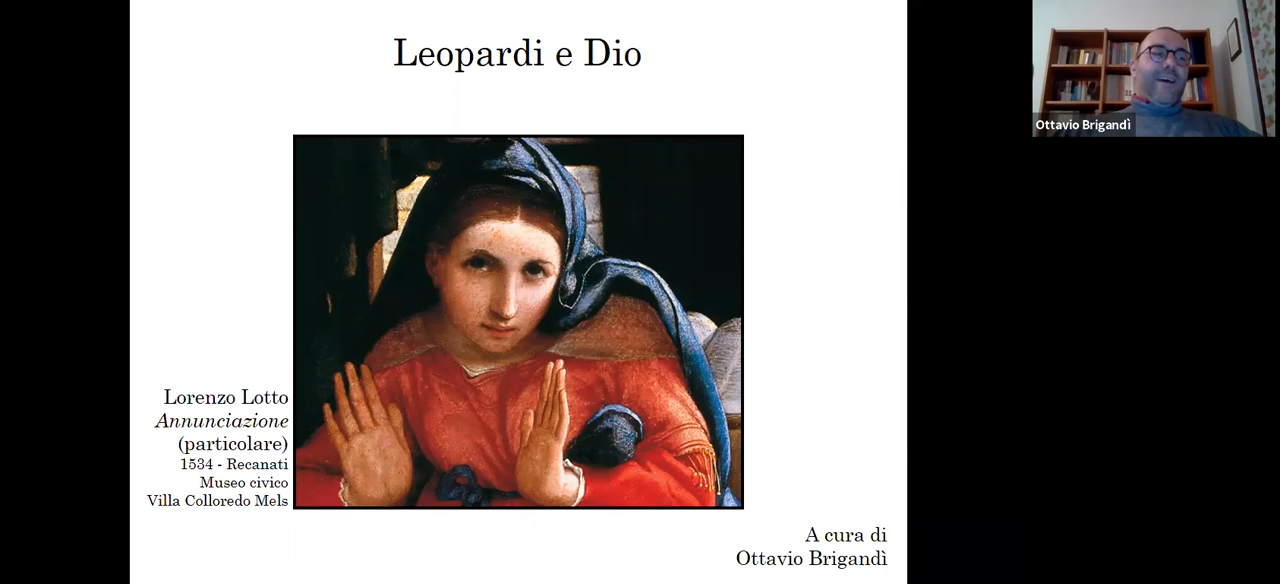 Leopardi e Dio
Ottavio Brigandì
Lorenzo Lotto
Annunciazione
(particolare)
1534 - Recanati
Museo civico
Villa Colloredo Mels
A cura di
Ottavio Brigandì